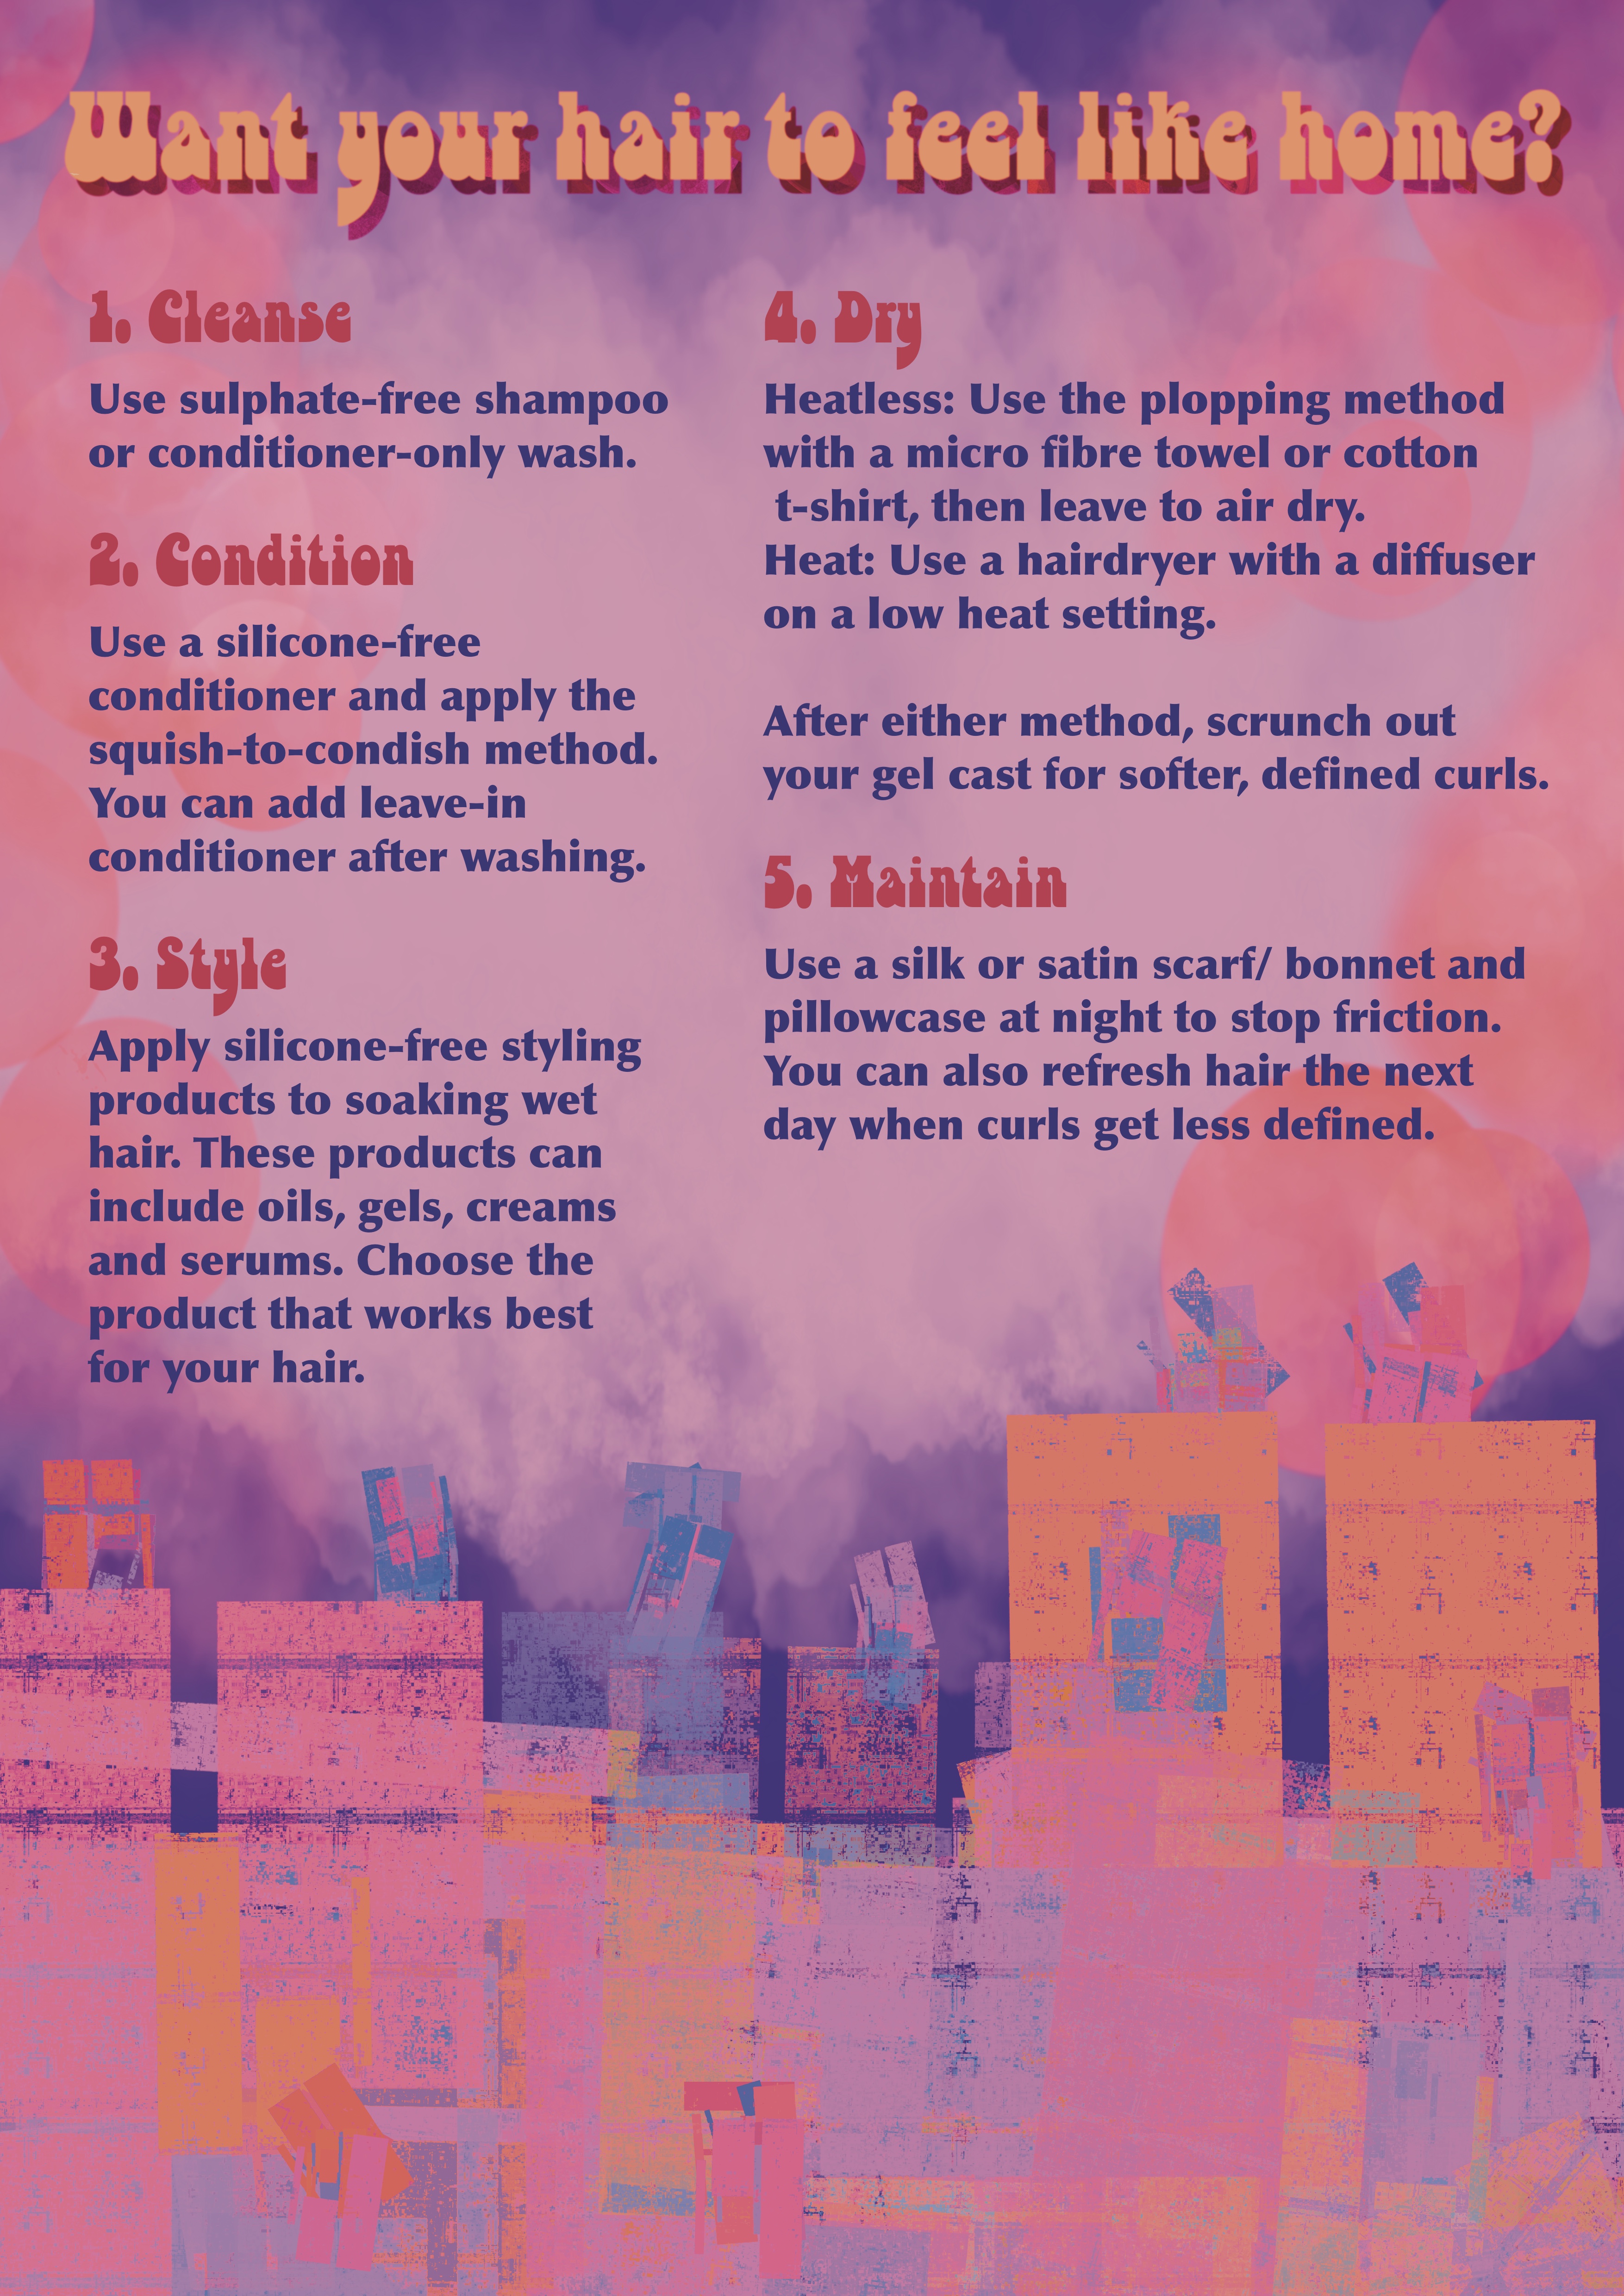 Want your hair to feel like home?
1. Cleanse
Use sulphate-free shampoo
or conditioner-only wash.
2. Condition
Use a silicone-free
conditioner and apply the
squish-to-condish method.
You can add leave-in
conditioner after washing.
3. Style
Apply silicone-free styling
products to soaking wet
hair. These products can
include oils, gels, creams
and serums. Choose the
product that works best
for your hair.
4. Dry
Heatless: Use the plopping method
with a micro fibre towel or cotton
t-shirt, then leave to air dry.
Heat: Use a hairdryer with a diffuser
on a low heat setting.
After either method, scrunch out
your gel cast for softer, defined curls.
5. Maintain
Use a silk or satin scarf/ bonnet and
pillowcase at night to stop friction.
You can also refresh hair the next
day when curls get less defined.